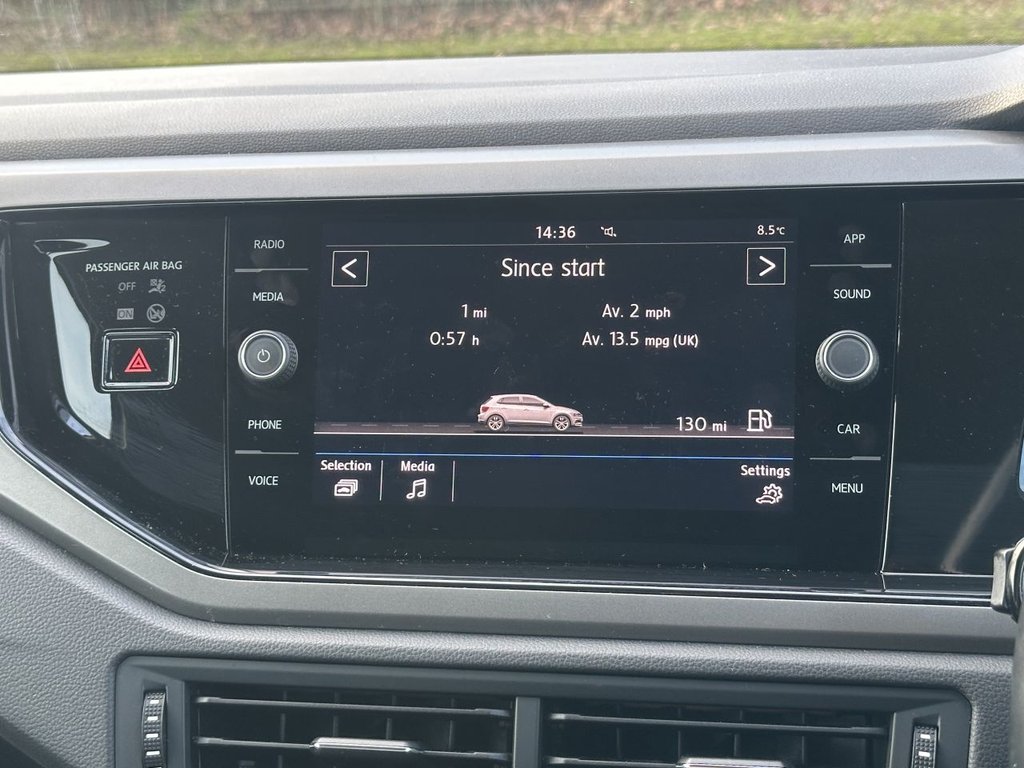 14:36 8.5°C
< Since start >
1 mi Av. 2 mph
0:57 h Av. 13.5 mpg (UK)
130 mi
Selection Media Settings
PASSENGER AIR BAG
OFF
ON
RADIO
MEDIA
PHONE
VOICE
APP
SOUND
CAR
MENU